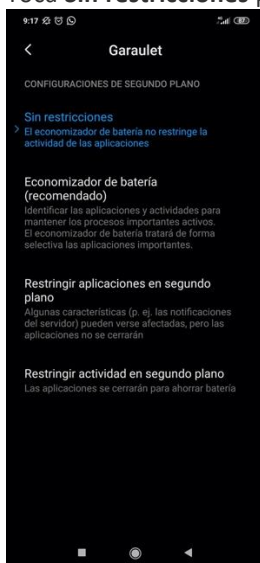 Toca Sin restricciones p
9:17
Garaulet
CONFIGURACIONES DE SEGUNDO PLANO
Sin restricciones
El economizador de batería no restringe la
actividad de las aplicaciones
Economizador de batería
(recomendado)
Identificar las aplicaciones y actividades para
mantener los procesos importantes activos.
El economizador de batería tratará de forma
selectiva las aplicaciones importantes.
Restringir aplicaciones en segundo
plano
Algunas características (p. ej. las notificaciones
del servidor) pueden verse afectadas, pero las
aplicaciones no se cerrarán
Restringir actividad en segundo plano
Las aplicaciones se cerrarán para ahorrar batería